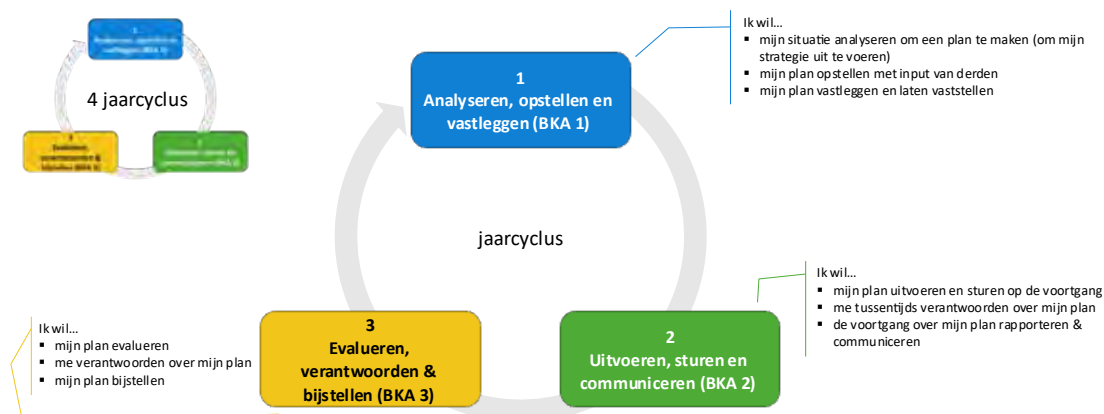 Ik wil...
▪ mijn situatie analyseren om een plan te maken (om mijn
strategie uit te voeren)
▪ mijn plan opstellen met input van derden
▪ mijn plan vastleggen en laten vaststellen
1
Analyseren, opstellen en
vastleggen (BKA 1)
4 jaarcyclus
jaarcyclus
Ik wil...
▪ mijn plan uitvoeren en sturen op de voortgang
▪ me tussentijds verantwoorden over mijn plan
▪ de voortgang over mijn plan rapporteren &
communiceren
2
Uitvoeren, sturen en
communiceren (BKA 2)
3
Evalueren,
verantwoorden &
bijstellen (BKA 3)
Ik wil...
▪ mijn plan evalueren
▪ me verantwoorden over mijn plan
▪ mijn plan bijstellen